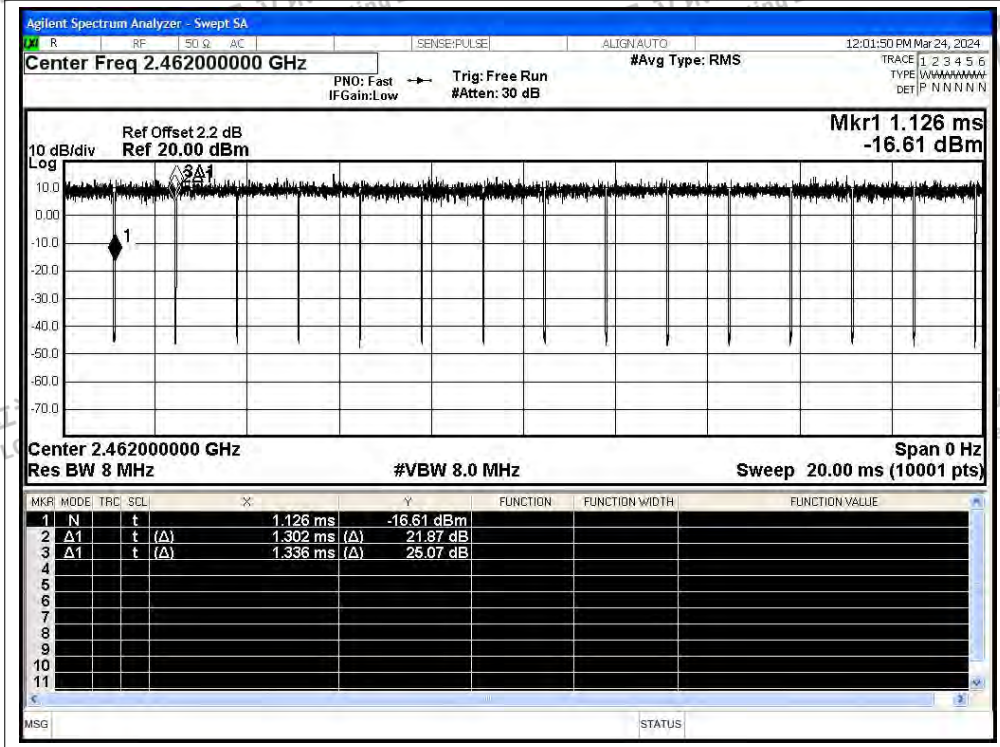 Agilent Spectrum Analyzer - Swept SA
LXI R RF 50 Ω AC SENSE:PULSE ALIGN AUTO 12:01:50 PM Mar 24, 2024
Center Freq 2.462000000 GHz #Avg Type: RMS TRACE 1 2 3 4 5 6
PNO: Fast Trig: Free Run TYPE WWWWWW
IFGain:Low #Atten: 30 dB DET P N N N N N
Mkr1 1.126 ms
Ref Offset 2.2 dB
10 dB/div Ref 20.00 dBm -16.61 dBm
Log
3Δ1
10.0
0.00
1
-10.0
-20.0
-30.0
-40.0
-50.0
-60.0
-70.0
Center 2.462000000 GHz Span 0 Hz
Res BW 8 MHz #VBW 8.0 MHz Sweep 20.00 ms (10001 pts)
MKR MODE TRC SCL X Y FUNCTION FUNCTION WIDTH FUNCTION VALUE
1 N t 1.126 ms -16.61 dBm
2 Δ1 t (Δ) 1.302 ms (Δ) 21.87 dB
3 Δ1 t (Δ) 1.336 ms (Δ) 25.07 dB
4
5
6
7
8
9
10
11
MSG STATUS